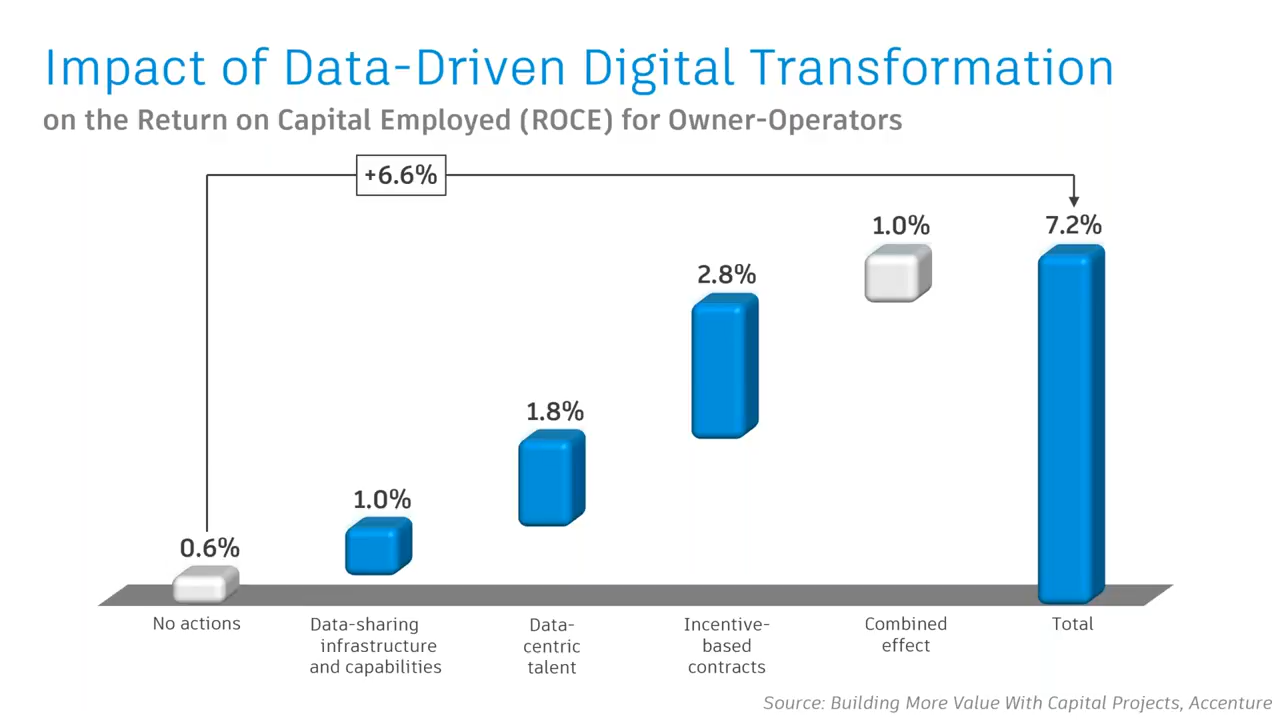 Impact of Data-Driven Digital Transformation
on the Return on Capital Employed (ROCE) for Owner-Operators
+6.6%
0.6%
1.0%
1.8%
2.8%
1.0%
7.2%
No actions
Data-sharing
infrastructure
and capabilities
Data-
centric
talent
Incentive-
based
contracts
Combined
effect
Total
Source: Building More Value With Capital Projects, Accenture